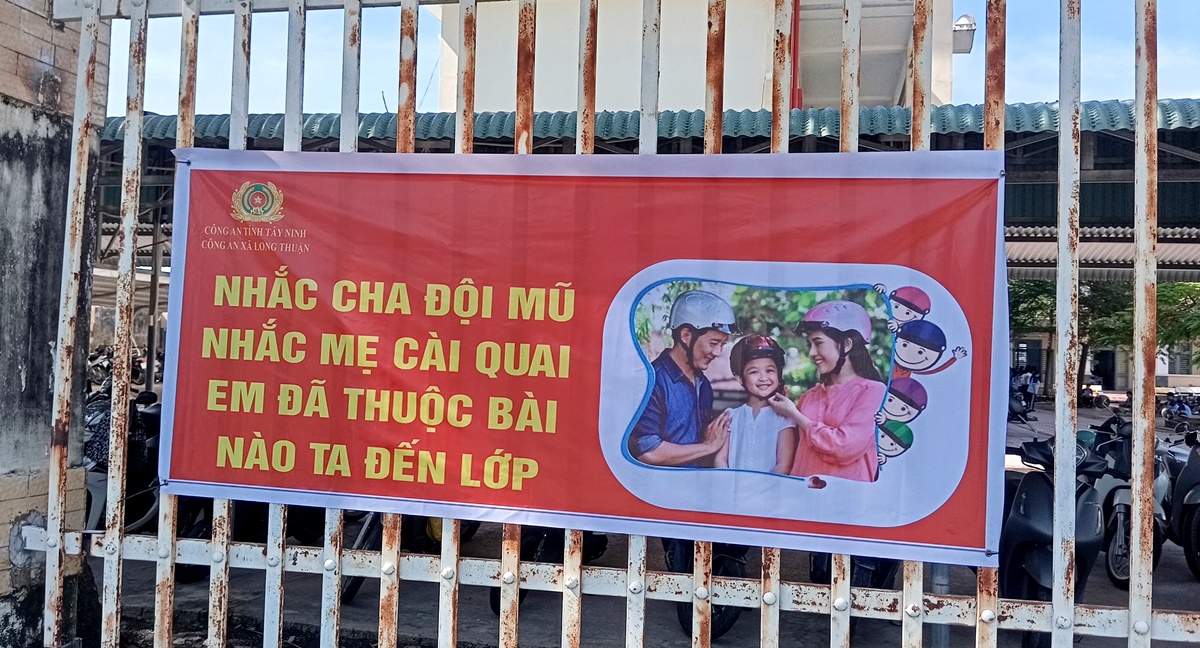 CÔNG AN TỈNH TÂY NINH
CÔNG AN XÃ LONG THUẬN
NHẮC CHA ĐỘI MŨ
NHẮC MẸ CÀI QUAI
EM ĐÃ THUỘC BÀI
NÀO TA ĐẾN LỚP